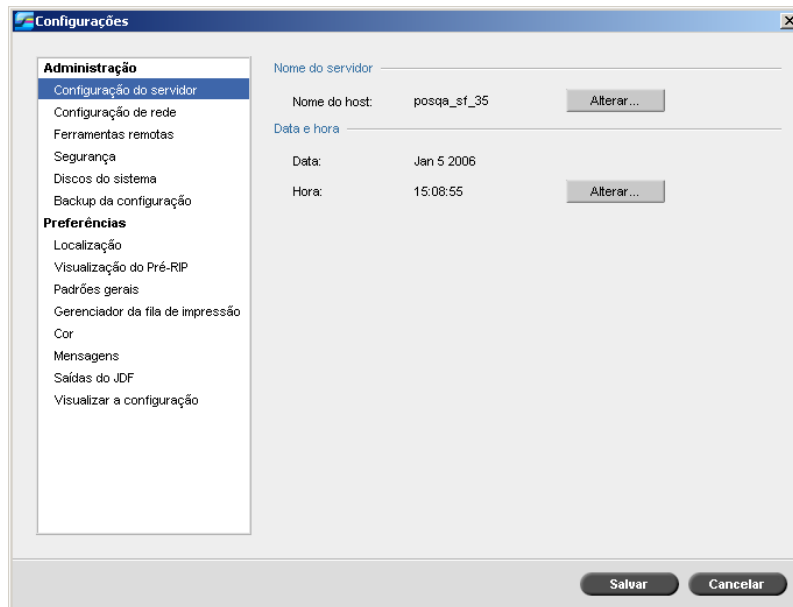 Configurações
Administração
Configuração do servidor
Configuração de rede
Ferramentas remotas
Segurança
Discos do sistema
Backup da configuração
Preferências
Localização
Visualização do Pré-RIP
Padrões gerais
Gerenciador da fila de impressão
Cor
Mensagens
Saídas do JDF
Visualizar a configuração
Nome do servidor
Nome do host: posqa_sf_35 Alterar...
Data e hora
Data: Jan 5 2006
Hora: 15:08:55 Alterar...
Salvar Cancelar